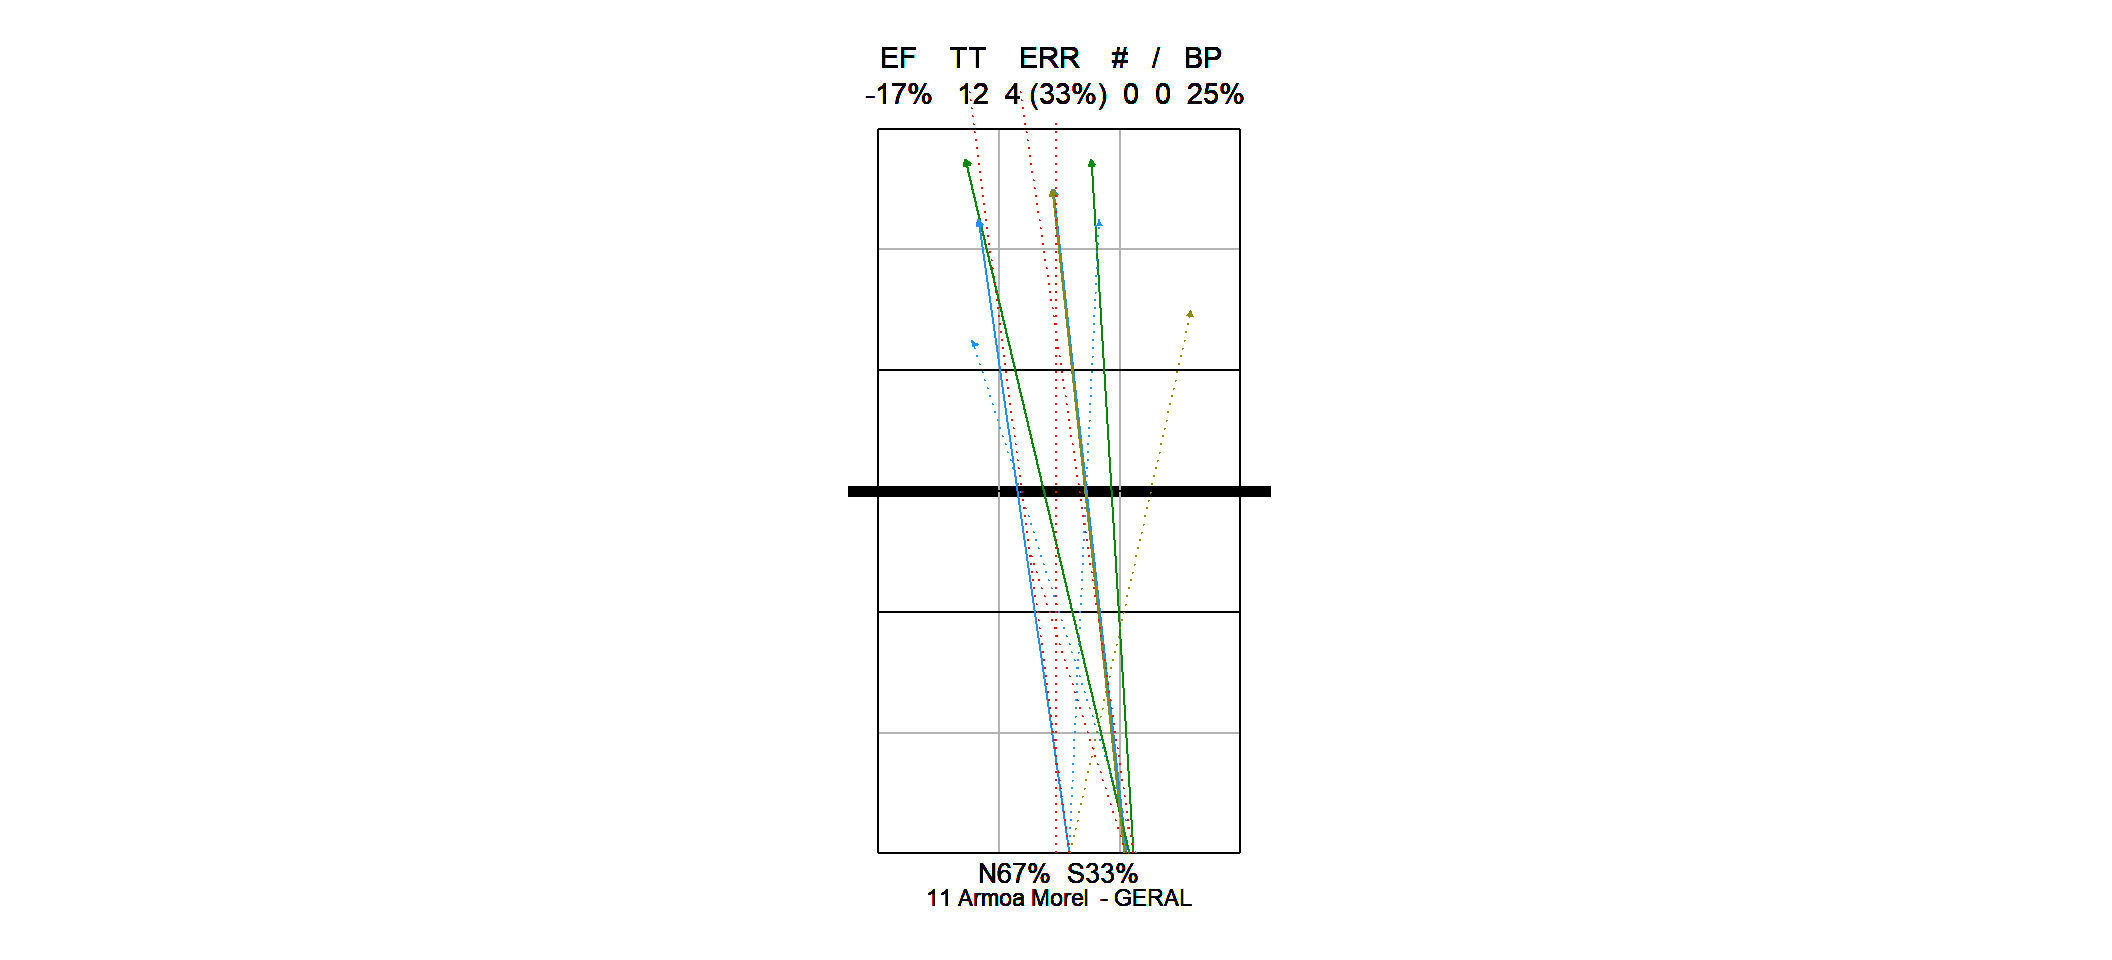 EF TT ERR # / BP
-17% 12 4 (33%) 0 0 25%
N67% S33%
11 Armoa Morel - GERAL